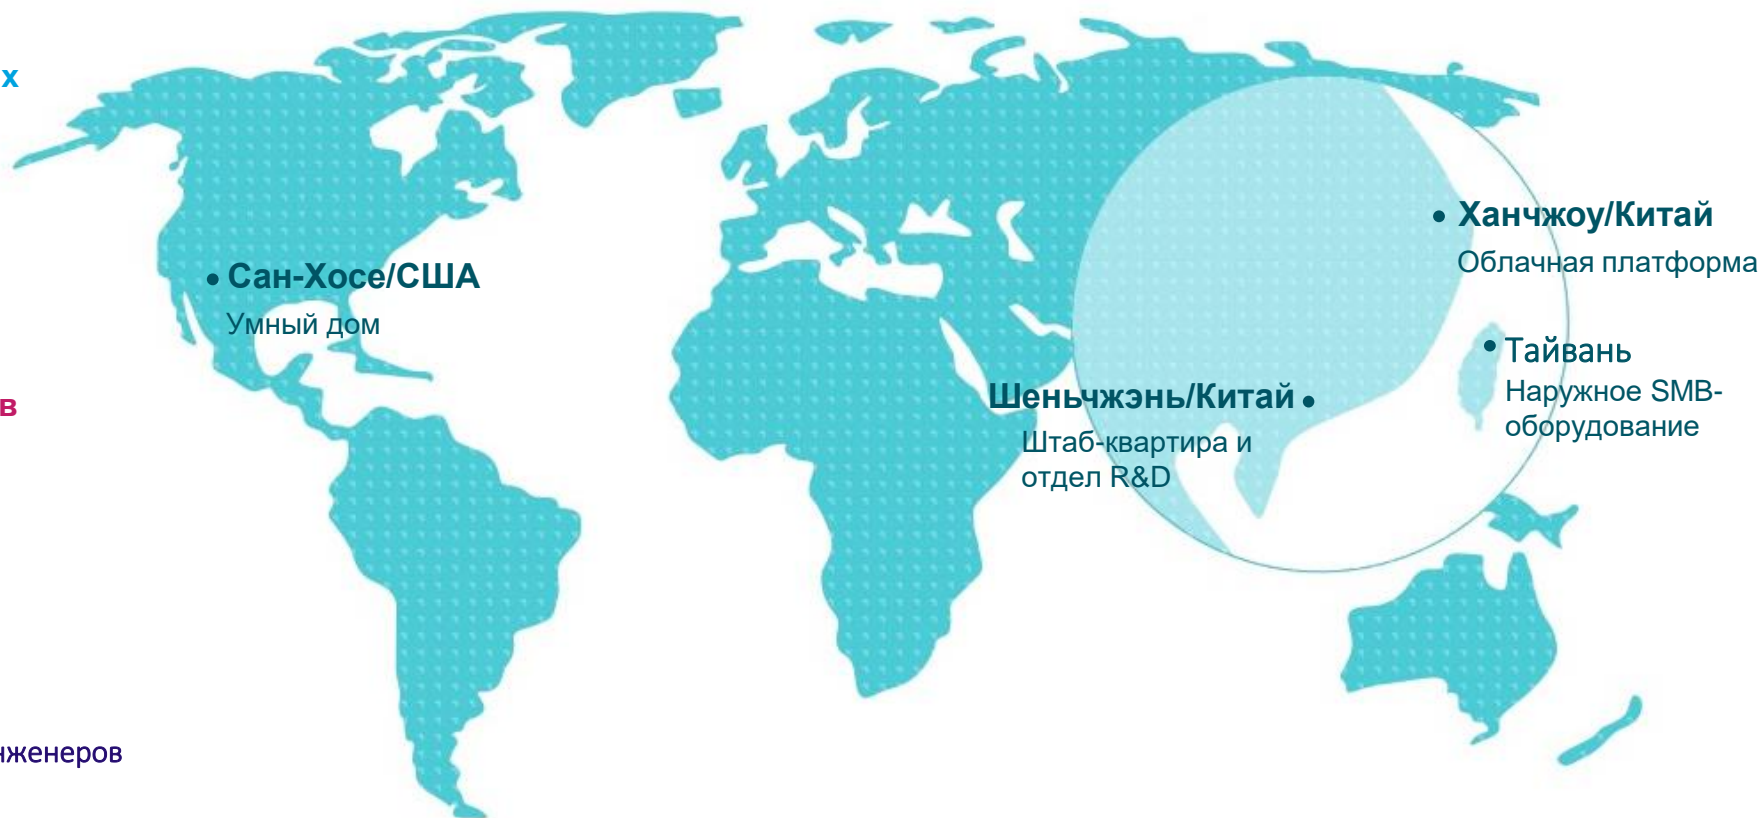 х
Ханчжоу/Китай
Облачная платформа
Сан-Хосе/США
Умный дом
Тайвань
Наружное SMB-
оборудование
Шеньчжэнь/Китай
Штаб-квартира и
отдел R&D
в
нженеров